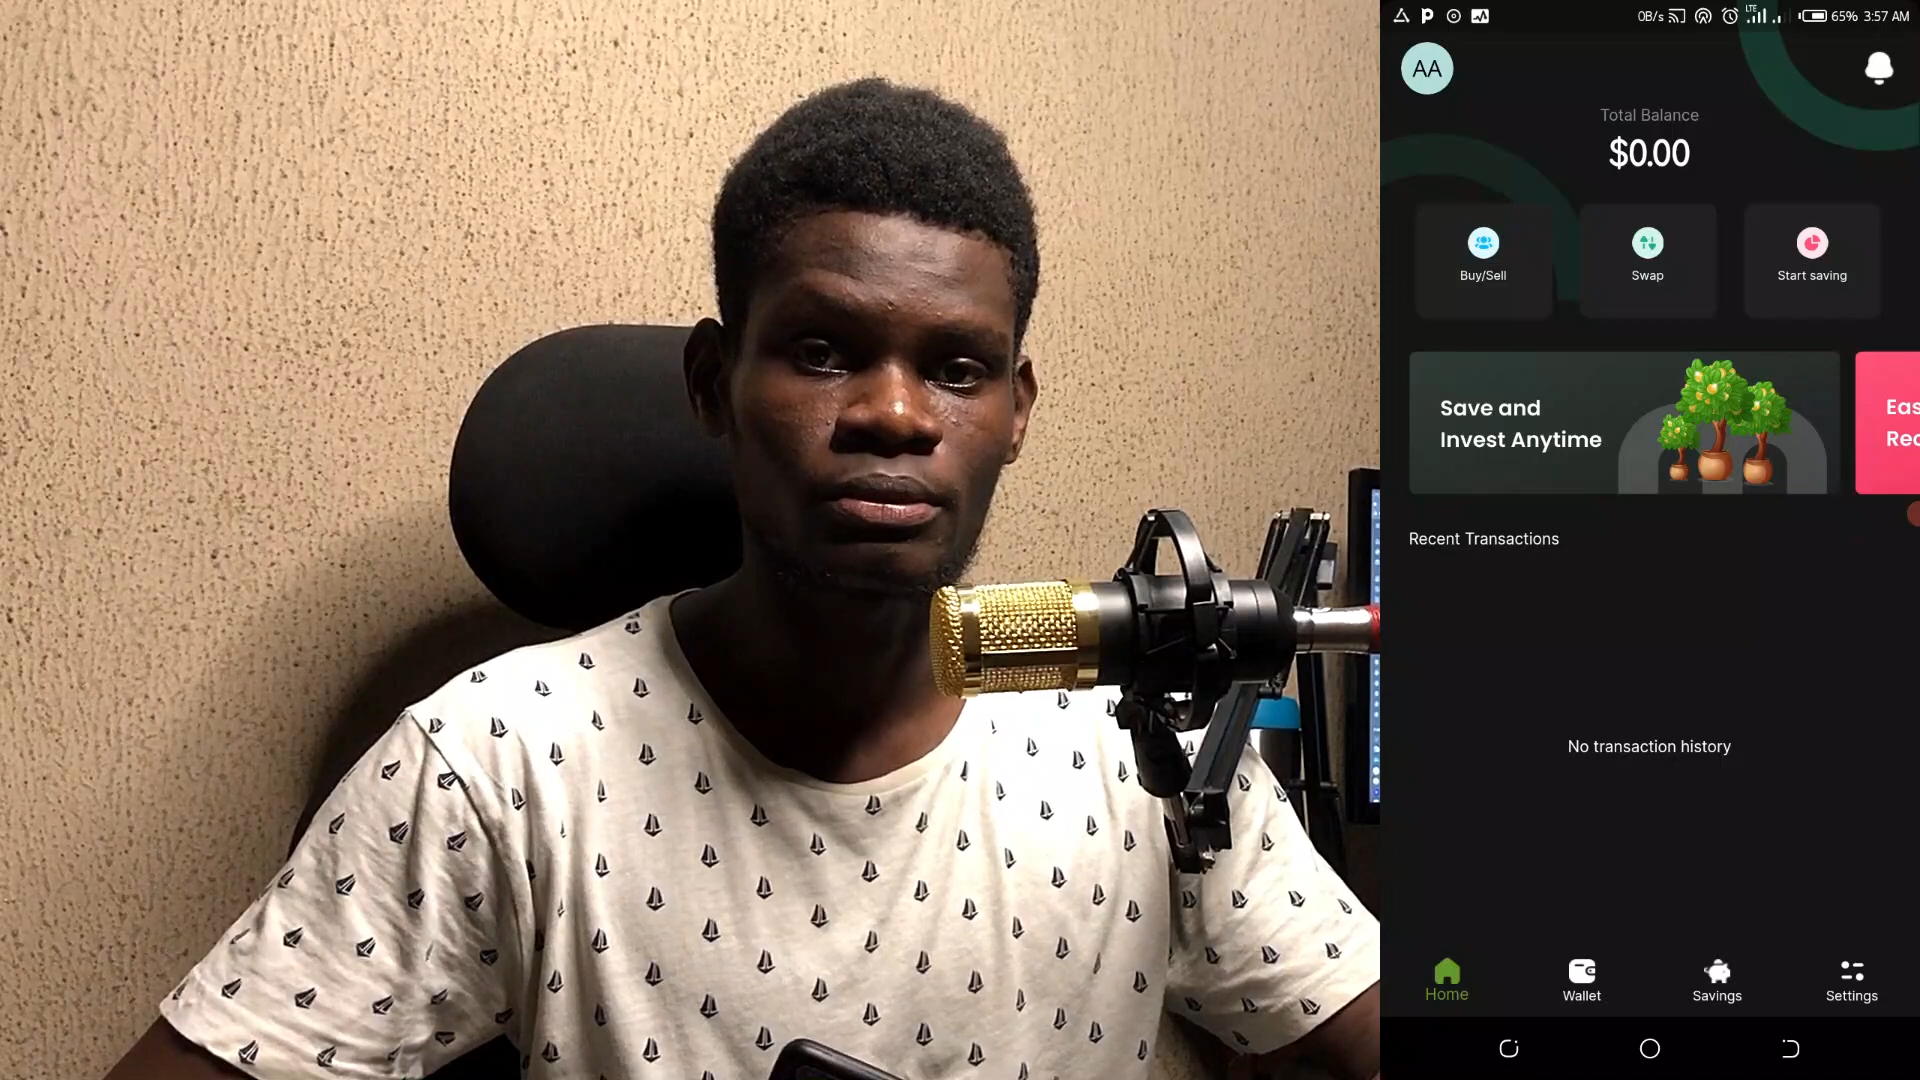 0B/s LTE 65% 3:57 AM
AA
Total Balance
$0.00
Buy/Sell
Swap
Start saving
Save and
Invest Anytime
Eas
Rec
Recent Transactions
No transaction history
Home
Wallet
Savings
Settings